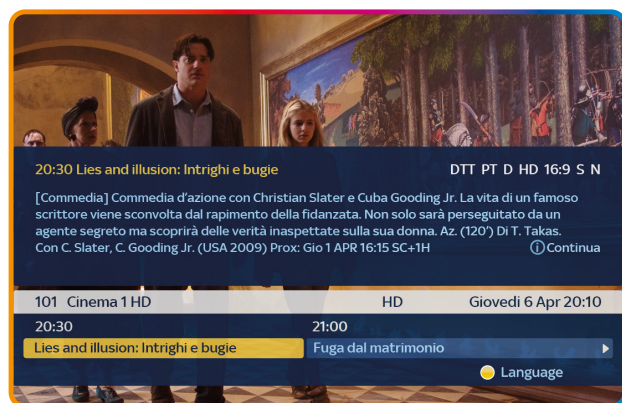 20:30 Lies and illusion: Intrighi e bugie DTT PT D HD 16:9 S N
[Commedia] Commedia d'azione con Christian Slater e Cuba Gooding Jr. La vita di un famoso
scrittore viene sconvolta dal rapimento della fidanzata. Non solo sarà perseguitato da un
agente segreto ma scoprirà delle verità inaspettate sulla sua donna. Az. (120') Di T. Takas.
Con C. Slater, C. Gooding Jr. (USA 2009) Prox: Gio 1 APR 16:15 SC+1H ⓘContinua
101 Cinema 1 HD HD Giovedi 6 Apr 20:10
20:30 21:00
Lies and illusion: Intrighi e bugie Fuga dal matrimonio
Language